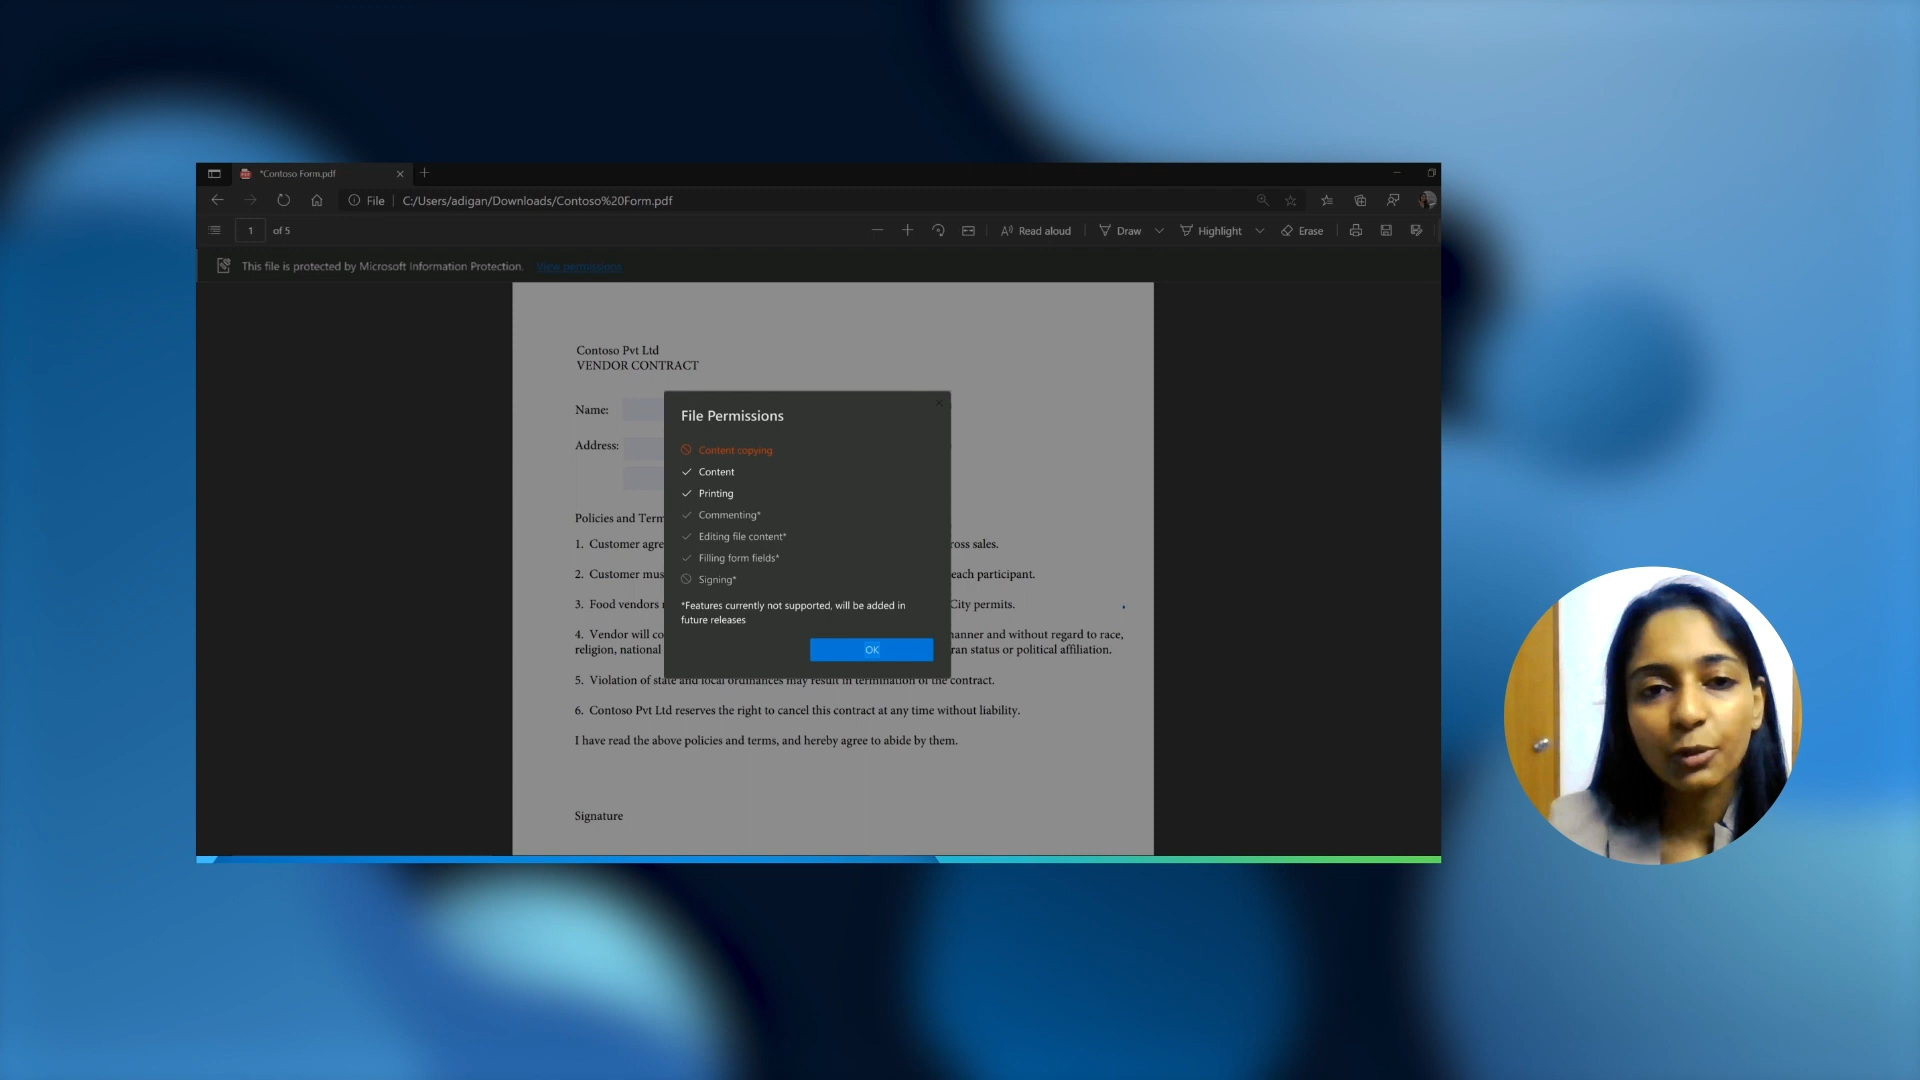 *Contoso Form.pdf
File | C:/Users/adigan/Downloads/Contoso%20Form.pdf
1 of 5
Read aloud
Draw
Highlight
Erase
This file is protected by Microsoft Information Protection. View permissions
Contoso Pvt Ltd
VENDOR CONTRACT
Name:
Address:
Policies and Term
1. Customer agre
ross sales.
2. Customer mus
each participant.
3. Food vendors
City permits.
4. Vendor will co
anner and without regard to race,
religion, national
ran status or political affiliation.
5. Violation of state and local ordinances may result in termination of the contract.
6. Contoso Pvt Ltd reserves the right to cancel this contract at any time without liability.
I have read the above policies and terms, and hereby agree to abide by them.
Signature
File Permissions
Content copying
Content
Printing
Commenting*
Editing file content*
Filling form fields*
Signing*
*Features currently not supported, will be added in
future releases
OK